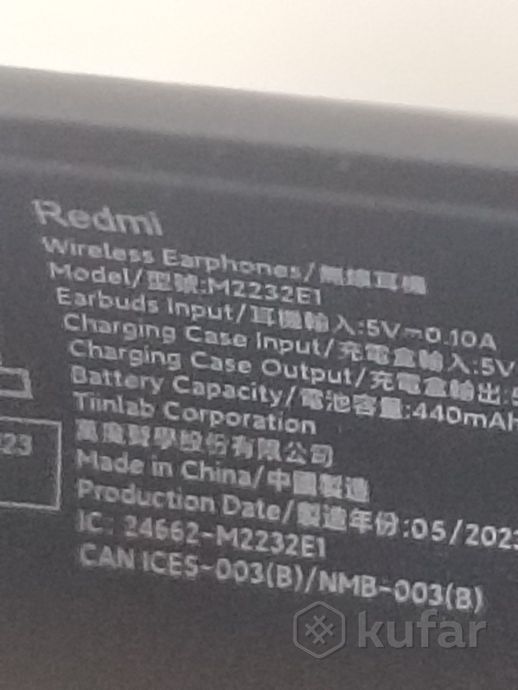 Redmi
Wireless Earphones/無線耳機
Model/型號:M2232E1
Earbuds Input/耳機輸入:5V⎓0.10A
Charging Case Input/充電盒輸入:5V
Charging Case Output/充電盒輸出:5
Battery Capacity/電池容量:440mAh
Tiinlab Corporation
萬魔聲學股份有限公司
Made in China/中國製造
Production Date/製造年份:05/2023
IC: 24662-M2232E1
CAN ICES-003(B)/NMB-003(B)
23
kufar